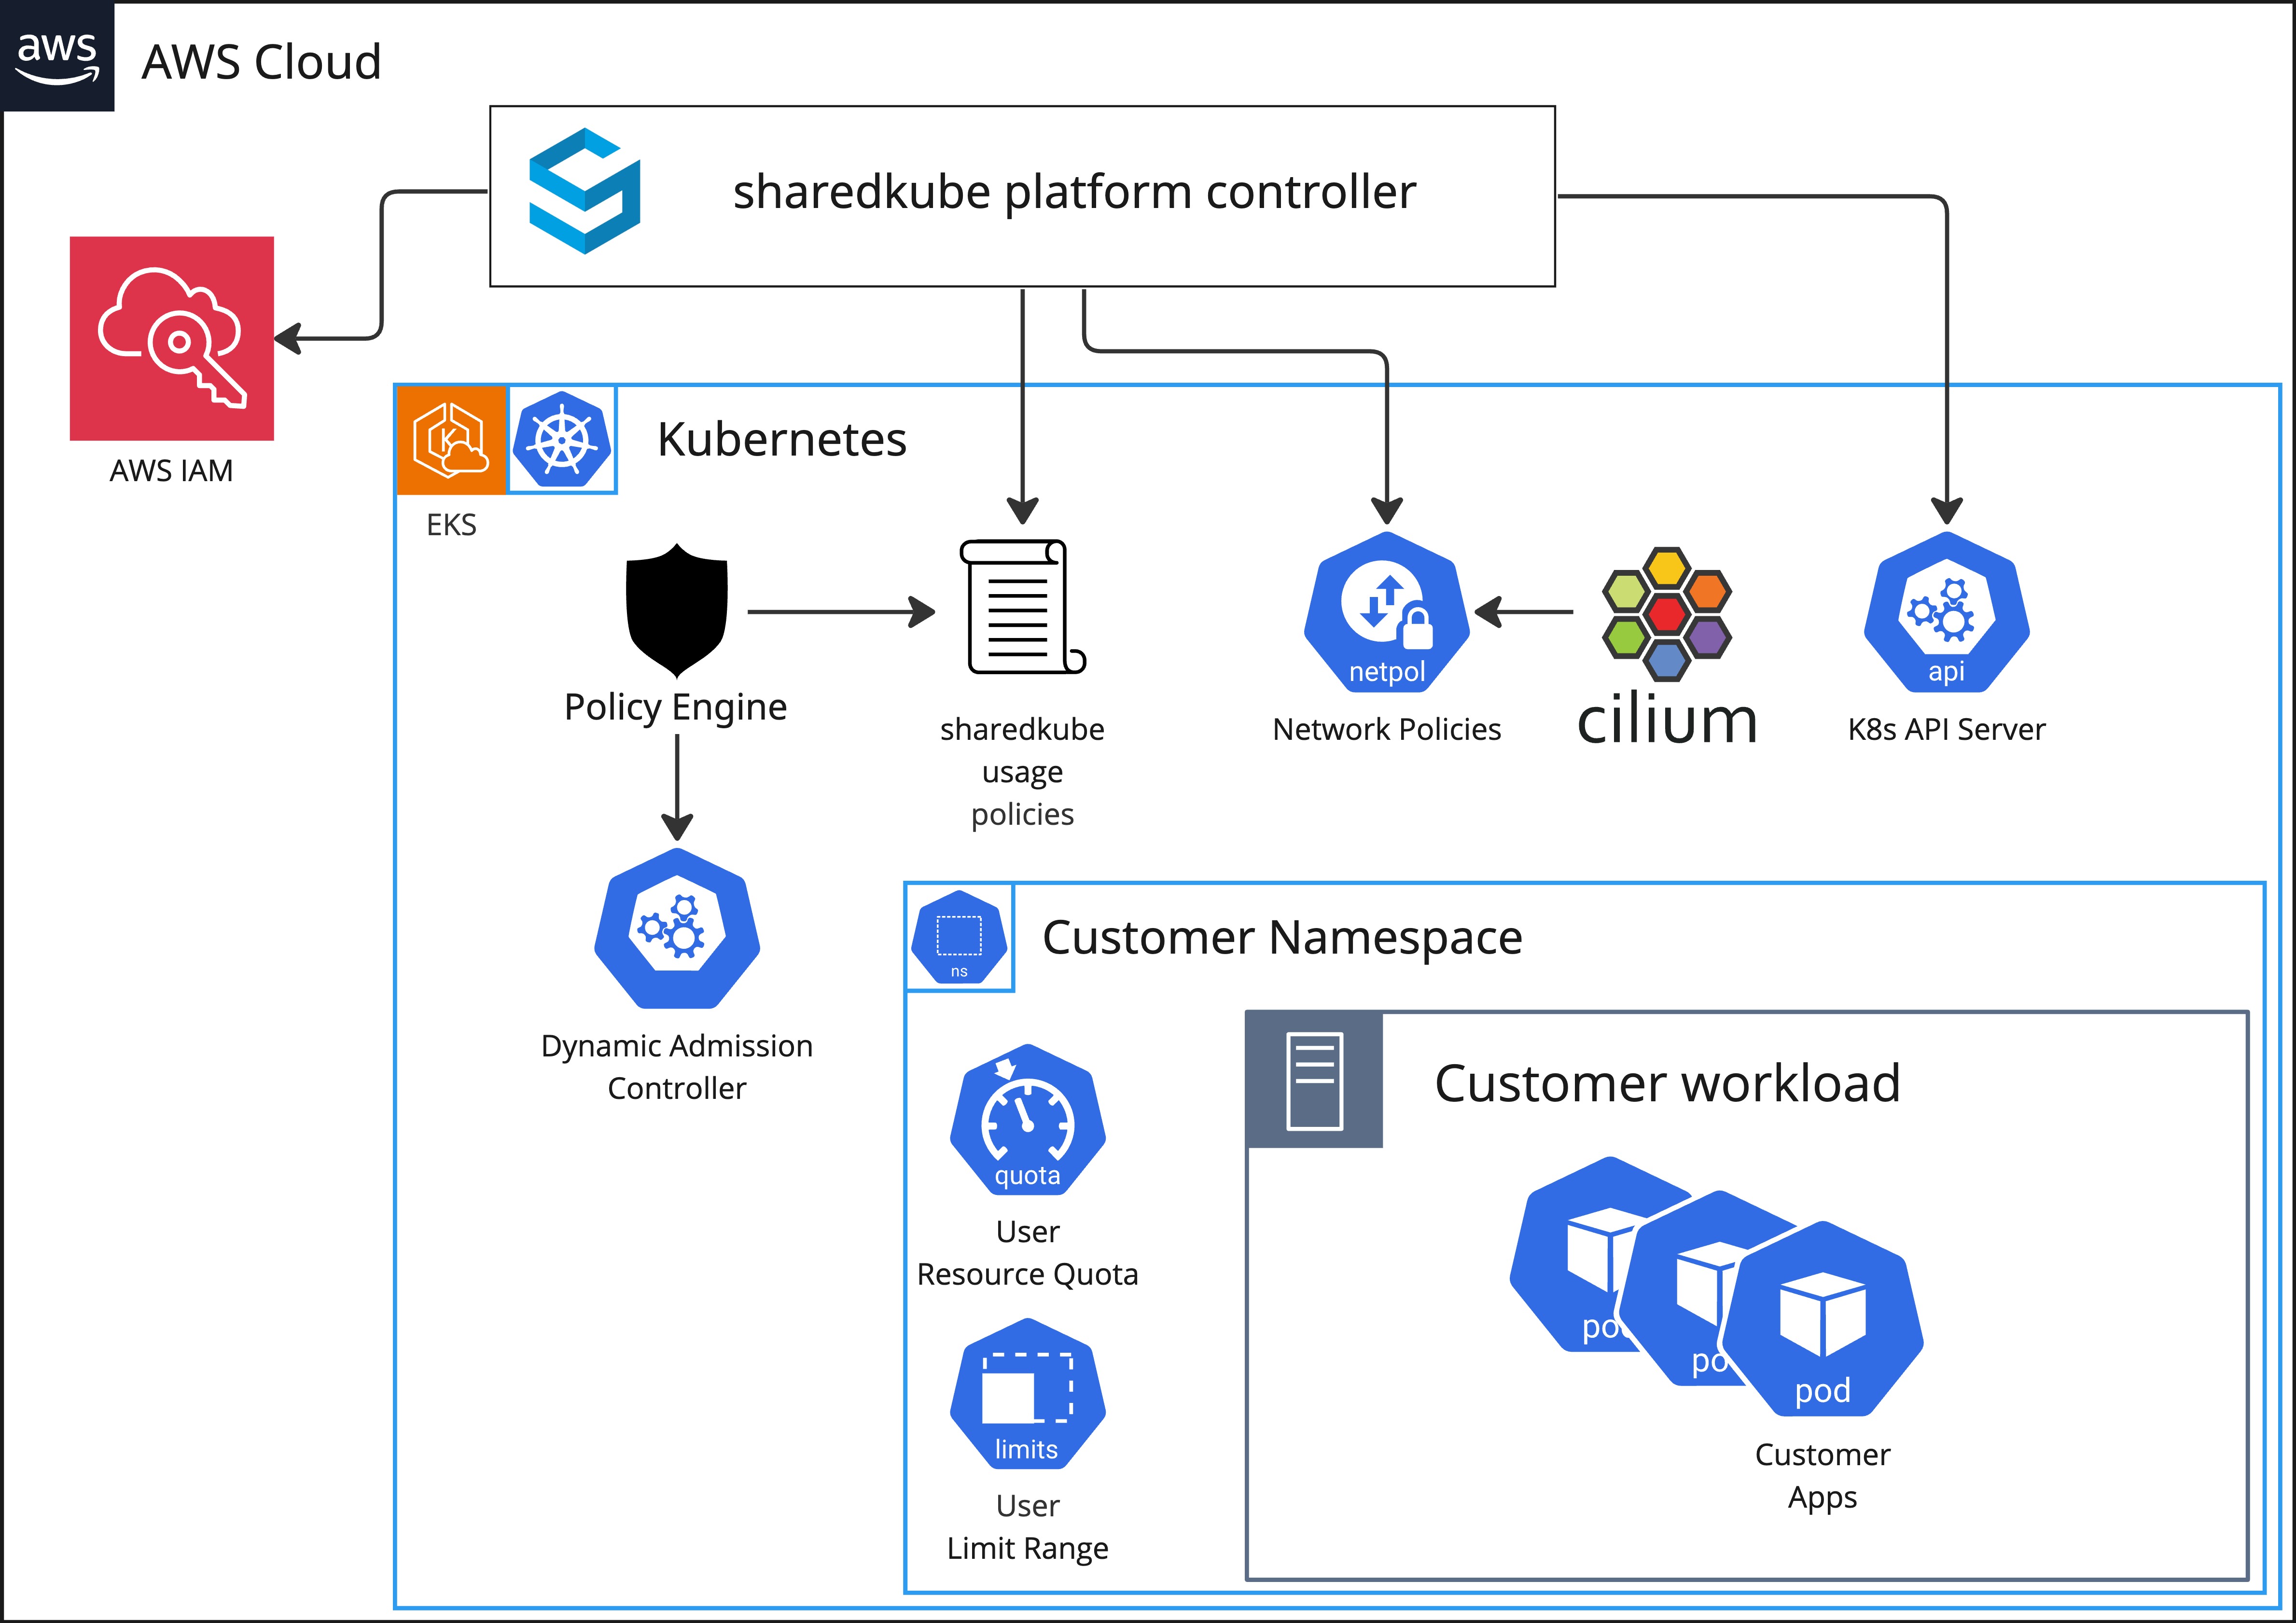 aws
AWS Cloud
sharedkube platform controller
AWS IAM
K
Kubernetes
EKS
Policy Engine
sharedkube
usage
policies
netpol
Network Policies
cilium
api
K8s API Server
Dynamic Admission
Controller
ns
Customer Namespace
quota
User
Resource Quota
limits
User
Limit Range
Customer workload
po
po
pod
Customer
Apps